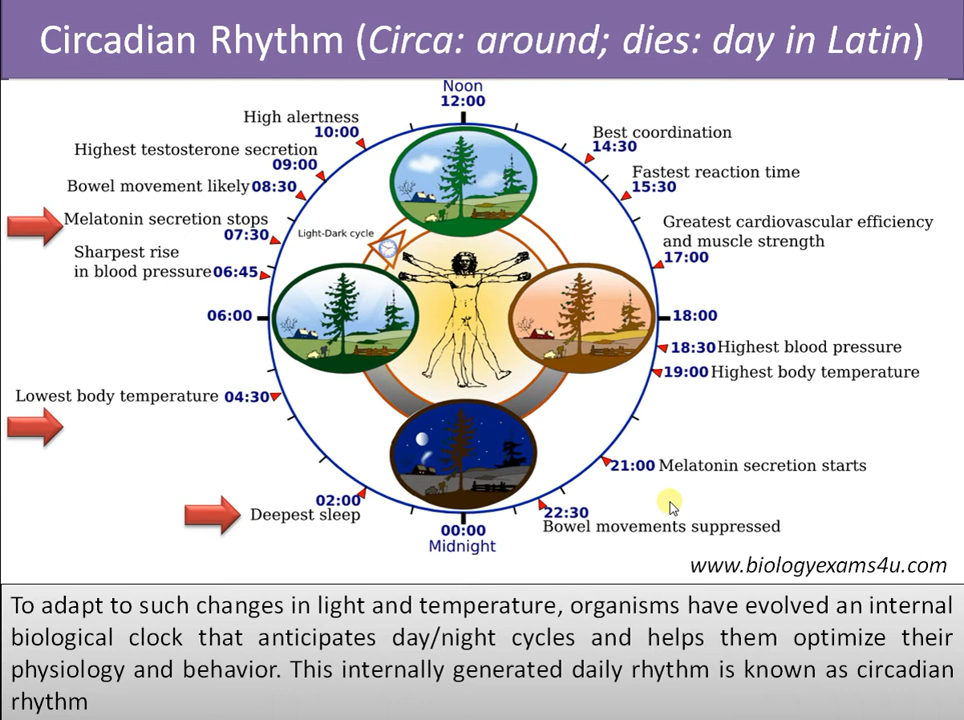 Circadian Rhythm (Circa: around; dies: day in Latin)
Noon
12:00
High alertness
10:00
Highest testosterone secretion
09:00
Bowel movement likely 08:30
Melatonin secretion stops
07:30
Sharpest rise
in blood pressure 06:45
06:00
Lowest body temperature 04:30
02:00
Deepest sleep
00:00
Midnight
Light-Dark cycle
Best coordination
14:30
Fastest reaction time
15:30
Greatest cardiovascular efficiency
and muscle strength
17:00
18:00
18:30 Highest blood pressure
19:00 Highest body temperature
21:00 Melatonin secretion starts
22:30
Bowel movements suppressed
www.biologyexams4u.com
To adapt to such changes in light and temperature, organisms have evolved an internal
biological clock that anticipates day/night cycles and helps them optimize their
physiology and behavior. This internally generated daily rhythm is known as circadian
rhythm